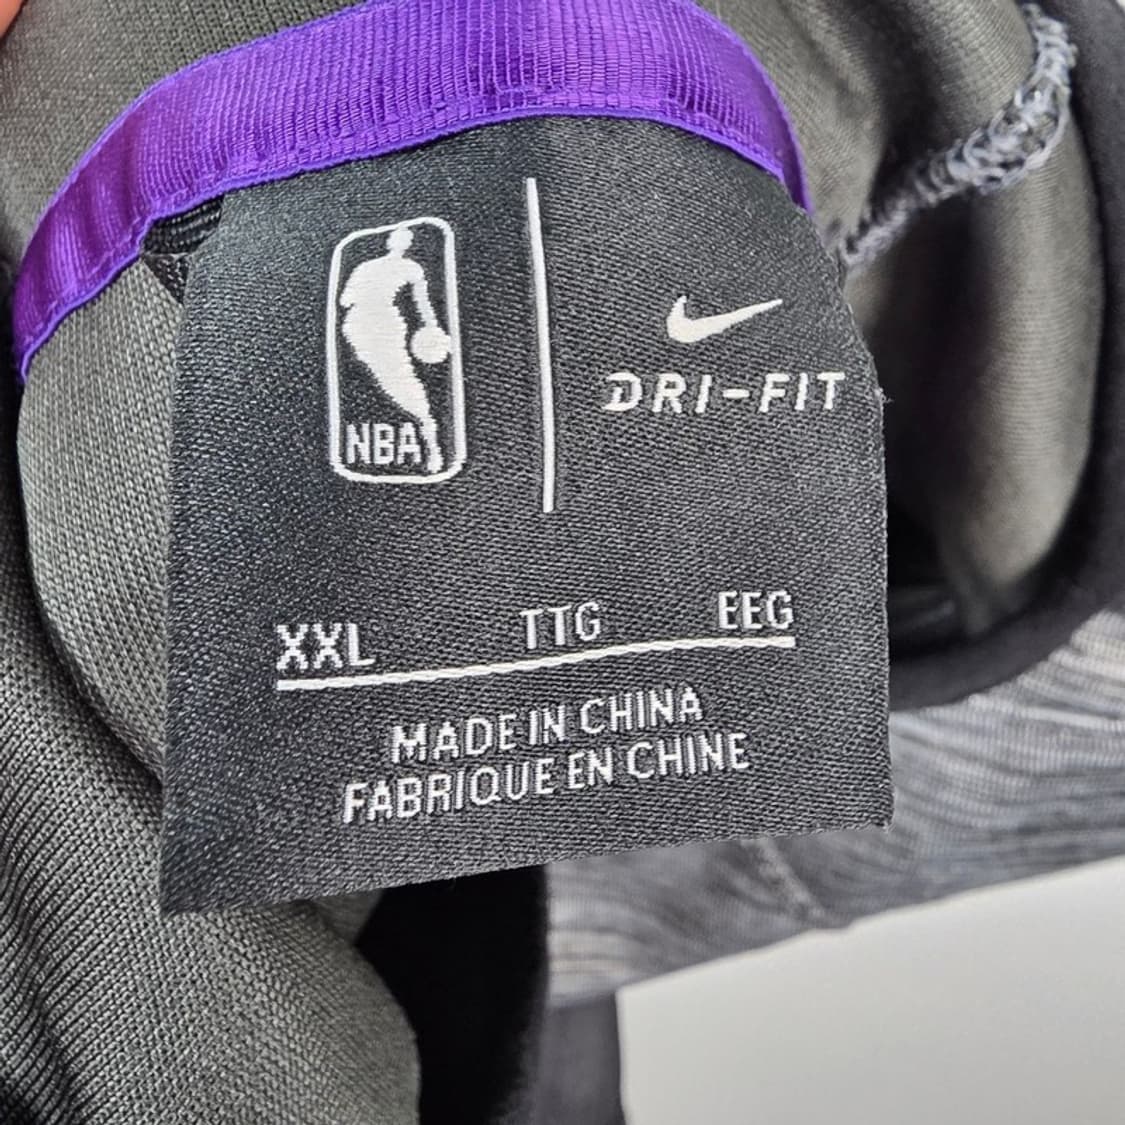 NBA
DRI-FIT
XXL TTG EEG
MADE IN CHINA
FABRIQUE EN CHINE